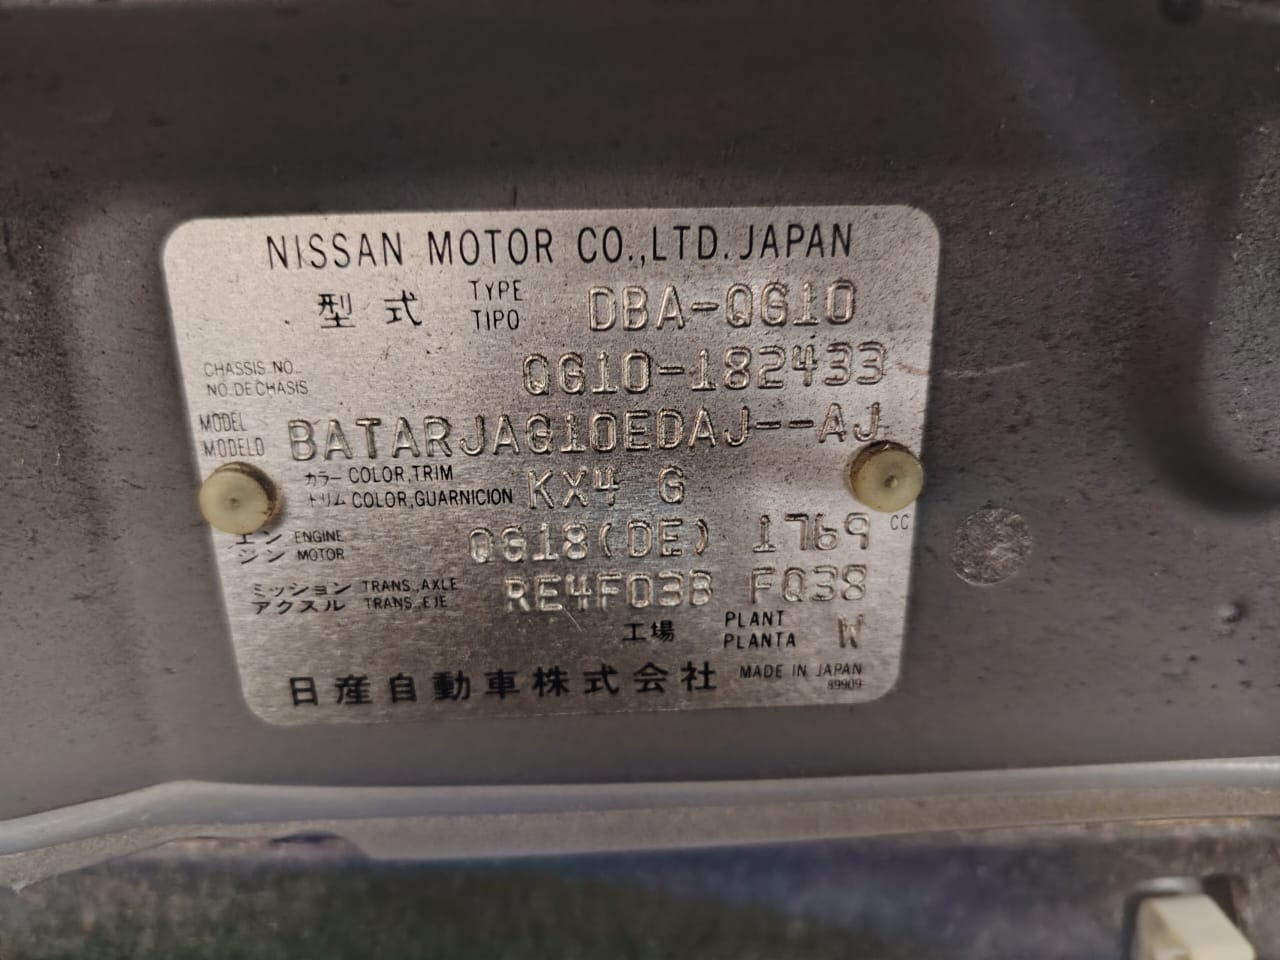 NISSAN MOTOR CO.,LTD. JAPAN
型式 TYPE TIPO DBA-QG10
CHASSIS NO. NO DE CHASIS QG10-182433
MODEL MODELO BATARJAG10EDAJ--AJ
カラー COLOR,TRIM トリム COLOR,GUARNICION KX4 G
エンジン ENGINE MOTOR QG18(DE) 1769 CC
ミッション TRANS.,AXLE アクスル TRANS.,EJE RE4F03B FQ38
工場 PLANT PLANTA W
日産自動車株式会社 MADE IN JAPAN
89909